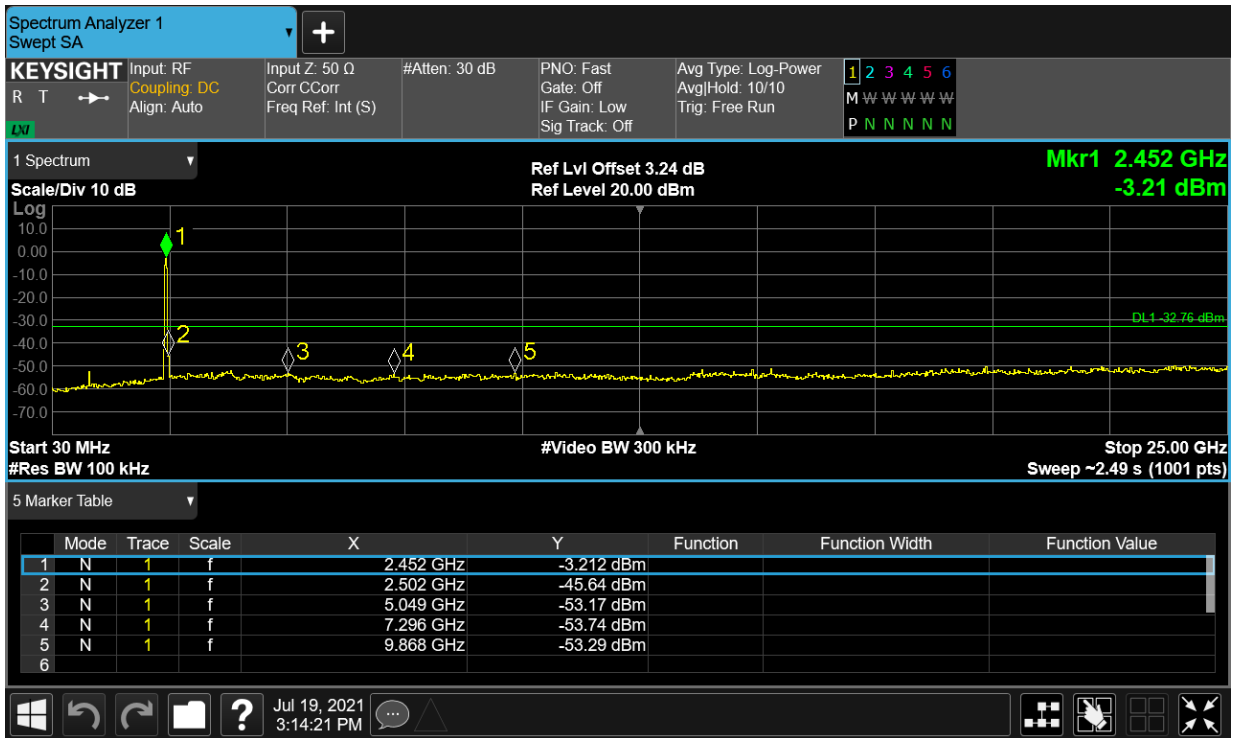 Spectrum Analyzer 1
Swept SA
KEYSIGHT
R T
LXI
Input: RF
Coupling: DC
Align: Auto
Input Z: 50 Ω
Corr CCorr
Freq Ref: Int (S)
#Atten: 30 dB
PNO: Fast
Gate: Off
IF Gain: Low
Sig Track: Off
Avg Type: Log-Power
Avg|Hold: 10/10
Trig: Free Run
1 2 3 4 5 6
M W W W W W
P N N N N N
1 Spectrum
Scale/Div 10 dB
Ref Lvl Offset 3.24 dB
Ref Level 20.00 dBm
Mkr1 2.452 GHz
-3.21 dBm
Log
10.0
0.00
-10.0
-20.0
-30.0
-40.0
-50.0
-60.0
-70.0
1
2
3
4
5
DL1 -32.76 dBm
Start 30 MHz
#Video BW 300 kHz
Stop 25.00 GHz
#Res BW 100 kHz
Sweep ~2.49 s (1001 pts)
5 Marker Table
Mode Trace Scale X Y Function Function Width Function Value
1 N 1 f 2.452 GHz -3.212 dBm
2 N 1 f 2.502 GHz -45.64 dBm
3 N 1 f 5.049 GHz -53.17 dBm
4 N 1 f 7.296 GHz -53.74 dBm
5 N 1 f 9.868 GHz -53.29 dBm
6
?
Jul 19, 2021
3:14:21 PM